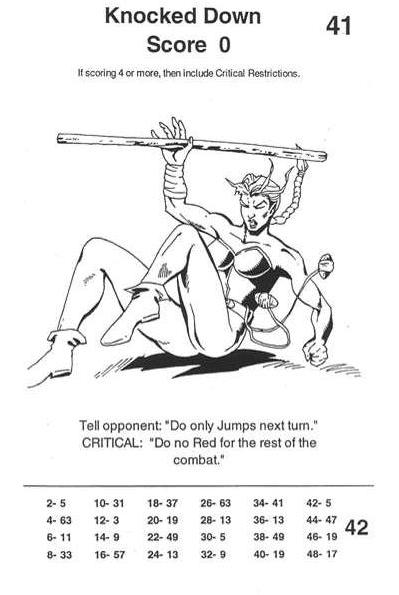 Knocked Down
Score 0
41
If scoring 4 or more, then include Critical Restrictions.
Tell opponent: "Do only Jumps next turn."
CRITICAL: "Do no Red for the rest of the
combat."
2- 5 10- 31 18- 37 26- 63 34- 41 42- 5
4- 63 12- 3 20- 19 28- 13 36- 13 44- 47
6- 11 14- 9 22- 49 30- 5 38- 49 46- 19
8- 33 16- 57 24- 13 32- 9 40- 19 48- 17
42